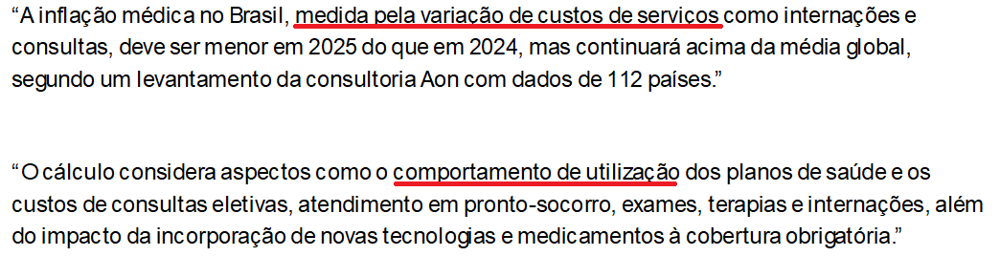 “A inflação médica no Brasil, medida pela variação de custos de serviços como internações e
consultas, deve ser menor em 2025 do que em 2024, mas continuará acima da média global,
segundo um levantamento da consultoria Aon com dados de 112 países.”
“O cálculo considera aspectos como o comportamento de utilização dos planos de saúde e os
custos de consultas eletivas, atendimento em pronto-socorro, exames, terapias e internações, além
do impacto da incorporação de novas tecnologias e medicamentos à cobertura obrigatória.”